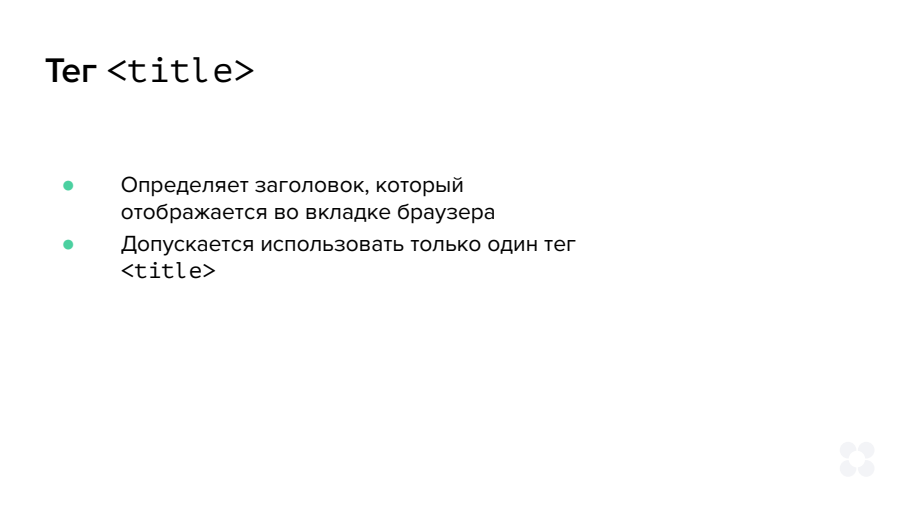 Тег <title>
Определяет заголовок, который
отображается во вкладке браузера
Допускается использовать только один тег
<title>